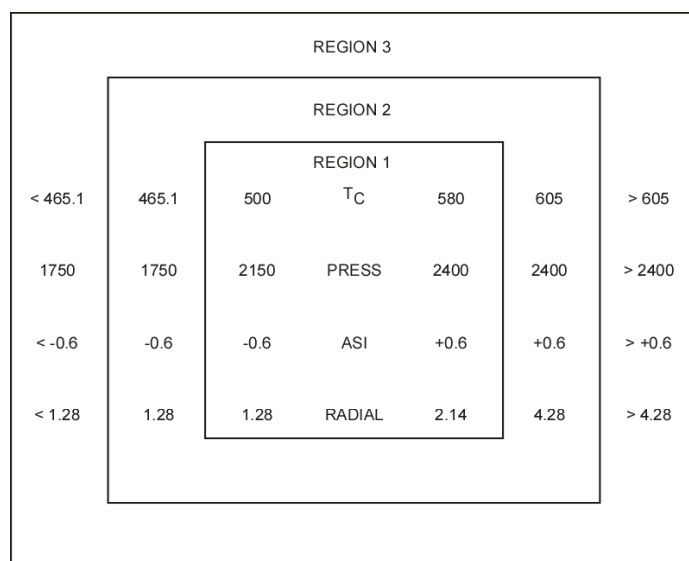 REGION 3
REGION 2
REGION 1
< 465.1 465.1 500 TC 580 605 > 605
1750 1750 2150 PRESS 2400 2400 > 2400
< -0.6 -0.6 -0.6 ASI +0.6 +0.6 > +0.6
< 1.28 1.28 1.28 RADIAL 2.14 4.28 > 4.28